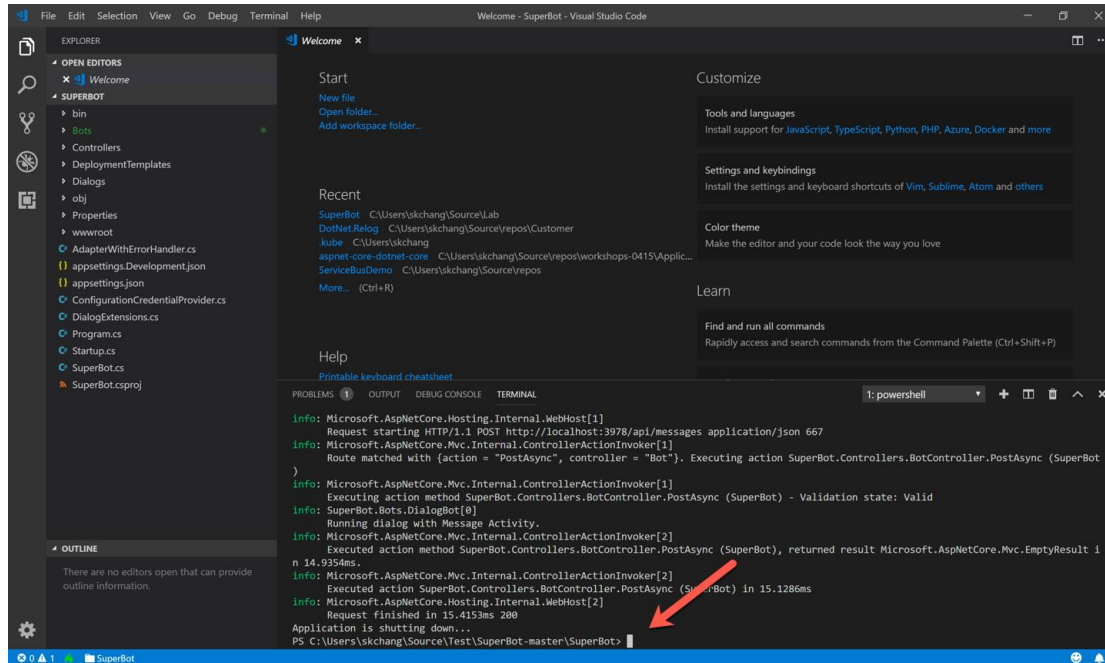 File Edit Selection View Go Debug Terminal Help
Welcome - SuperBot - Visual Studio Code
EXPLORER
OPEN EDITORS
Welcome
SUPERBOT
bin
Bots
Controllers
DeploymentTemplates
Dialogs
obj
Properties
wwwroot
AdapterWithErrorHandler.cs
{} appsettings.Development.json
{} appsettings.json
ConfigurationCredentialProvider.cs
DialogExtensions.cs
Program.cs
Startup.cs
SuperBot.cs
SuperBot.csproj
OUTLINE
There are no editors open that can provide
outline information.
Welcome
Start
New file
Open folder...
Add workspace folder...
Recent
SuperBot C:\Users\skchang\Source\Lab
DotNet.Relog C:\Users\skchang\Source\repos\Customer
.kube C:\Users\skchang
aspnet-core-dotnet-core C:\Users\skchang\Source\repos\workshops-0415\Applic...
ServiceBusDemo C:\Users\skchang\Source\repos
More... (Ctrl+R)
Help
Printable keyboard cheatsheet
Customize
Tools and languages
Install support for JavaScript, TypeScript, Python, PHP, Azure, Docker and more
Settings and keybindings
Install the settings and keyboard shortcuts of Vim, Sublime, Atom and others
Color theme
Make the editor and your code look the way you love
Learn
Find and run all commands
Rapidly access and search commands from the Command Palette (Ctrl+Shift+P)
PROBLEMS 1 OUTPUT DEBUG CONSOLE TERMINAL
1: powershell
info: Microsoft.AspNetCore.Hosting.Internal.WebHost[1]
Request starting HTTP/1.1 POST http://localhost:3978/api/messages application/json 667
info: Microsoft.AspNetCore.Mvc.Internal.ControllerActionInvoker[1]
Route matched with {action = "PostAsync", controller = "Bot"}. Executing action SuperBot.Controllers.BotController.PostAsync (SuperBot
)
info: Microsoft.AspNetCore.Mvc.Internal.ControllerActionInvoker[1]
Executing action method SuperBot.Controllers.BotController.PostAsync (SuperBot) - Validation state: Valid
info: SuperBot.Bots.DialogBot[0]
Running dialog with Message Activity.
info: Microsoft.AspNetCore.Mvc.Internal.ControllerActionInvoker[2]
Executed action method SuperBot.Controllers.BotController.PostAsync (SuperBot), returned result Microsoft.AspNetCore.Mvc.EmptyResult i
n 14.9354ms.
info: Microsoft.AspNetCore.Mvc.Internal.ControllerActionInvoker[2]
Executed action SuperBot.Controllers.BotController.PostAsync (SuperBot) in 15.1286ms
info: Microsoft.AspNetCore.Hosting.Internal.WebHost[2]
Request finished in 15.4153ms 200
Application is shutting down...
PS C:\Users\skchang\Source\Test\SuperBot-master\SuperBot>
0 1 SuperBot